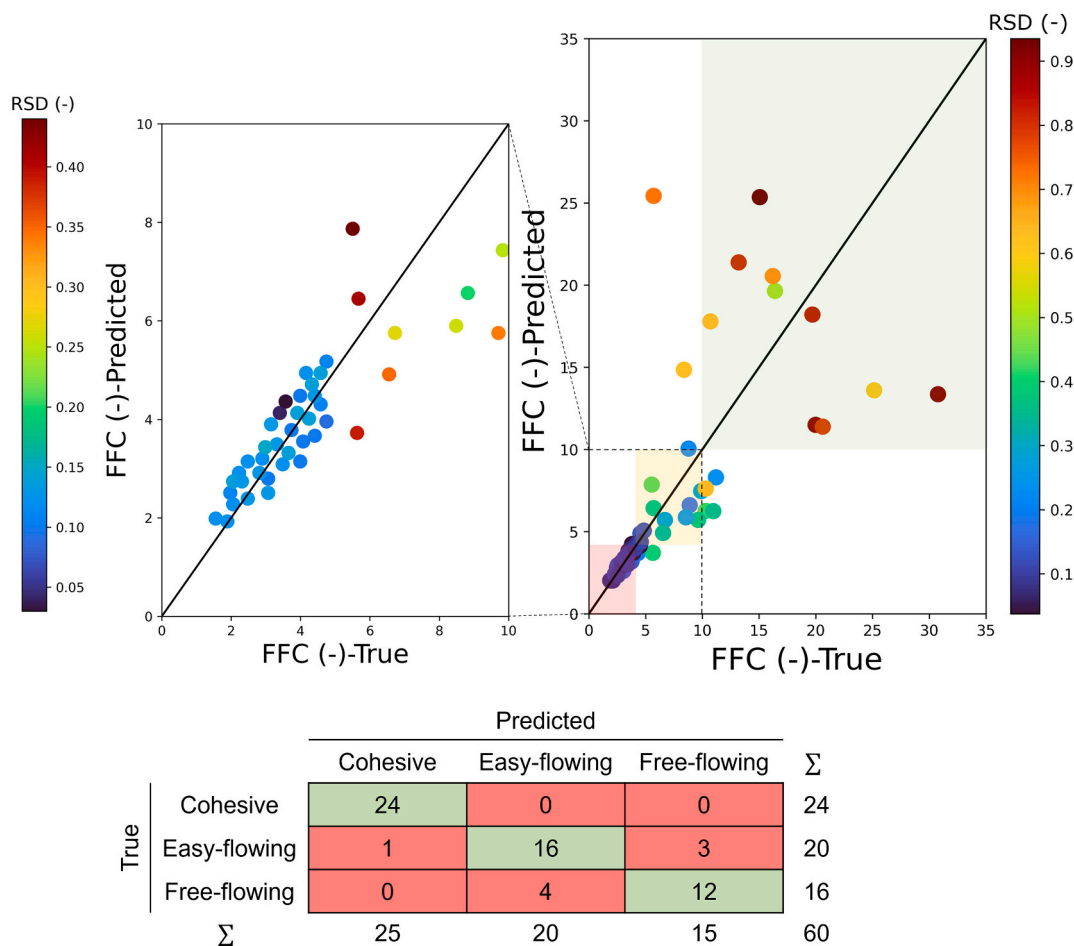 RSD (-)
0.40
0.35
0.30
0.25
0.20
0.15
0.10
0.05
FFC (-)-Predicted
10
8
6
4
2
0
0 2 4 6 8 10
FFC (-)-True
FFC (-)-Predicted
35
30
25
20
15
10
5
0
0 5 10 15 20 25 30 35
FFC (-)-True
RSD (-)
0.9
0.8
0.7
0.6
0.5
0.4
0.3
0.2
0.1
Predicted
Cohesive Easy-flowing Free-flowing Σ
True
Cohesive 24 0 0 24
Easy-flowing 1 16 3 20
Free-flowing 0 4 12 16
Σ 25 20 15 60